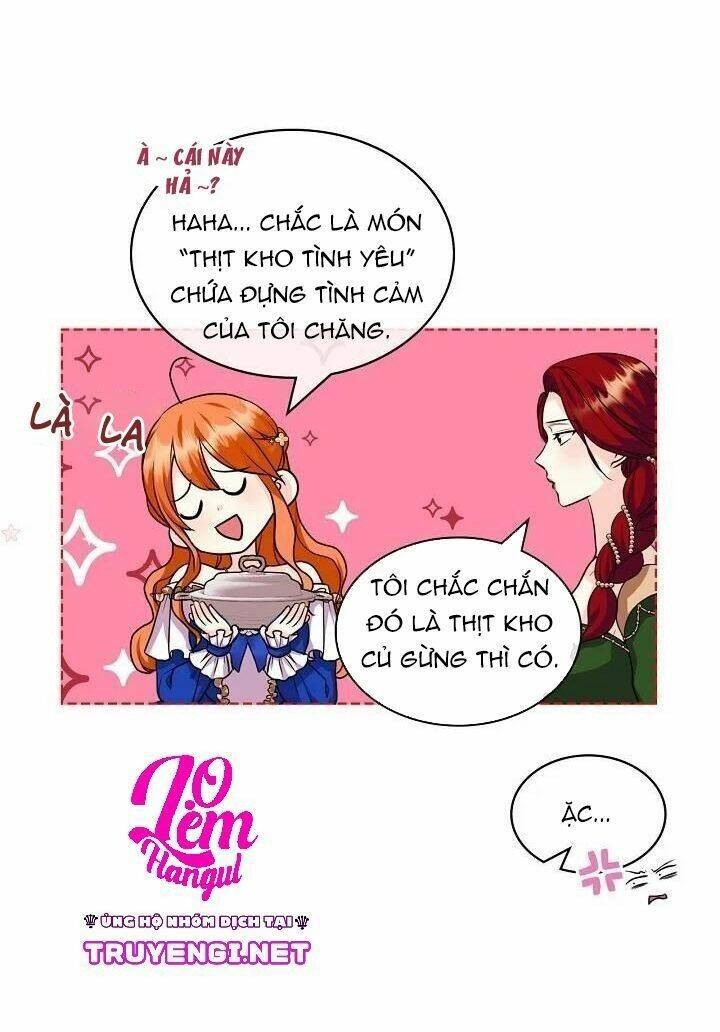 À ~ CÁI NÀY
HẢ ~?
HAHA... CHẮC LÀ MÓN
"THỊT KHO TÌNH YÊU"
CHỨA ĐỰNG TÌNH CẢM
CỦA TÔI CHĂNG.
LÀ LA
TÔI CHẮC CHẮN
ĐÓ LÀ THỊT KHO
CỦ GỪNG THÌ CÓ.
ẶC...
LO
Lem
Hangul
ỦNG HỘ NHÓM DỊCH TẠI
TRUYENGI.NET